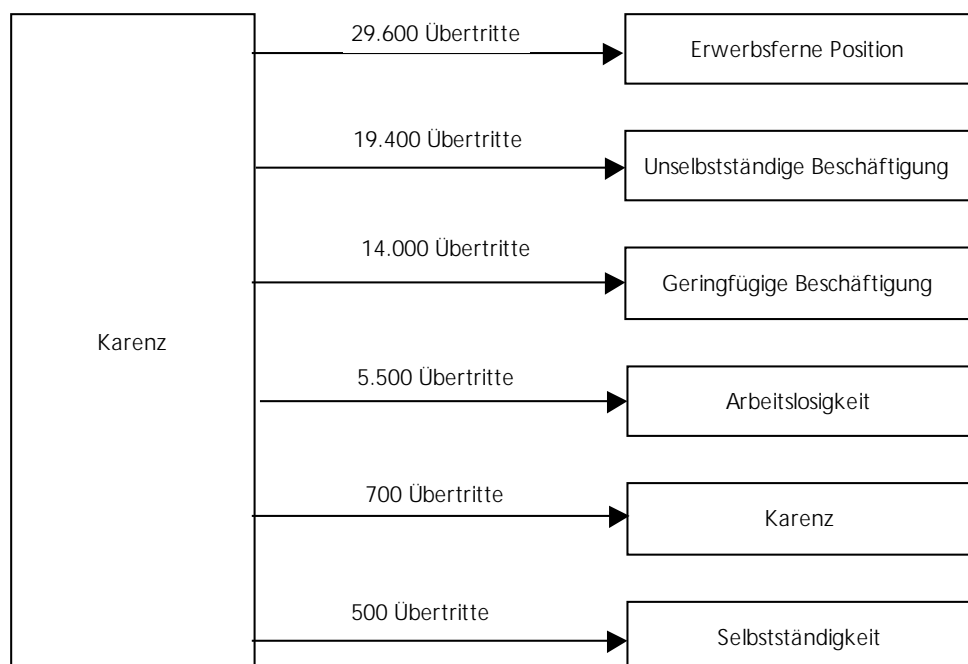 29.600 Übertritte
Erwerbsferne Position
19.400 Übertritte
Unselbstständige Beschäftigung
14.000 Übertritte
Geringfügige Beschäftigung
Karenz
5.500 Übertritte
Arbeitslosigkeit
700 Übertritte
Karenz
500 Übertritte
Selbstständigkeit